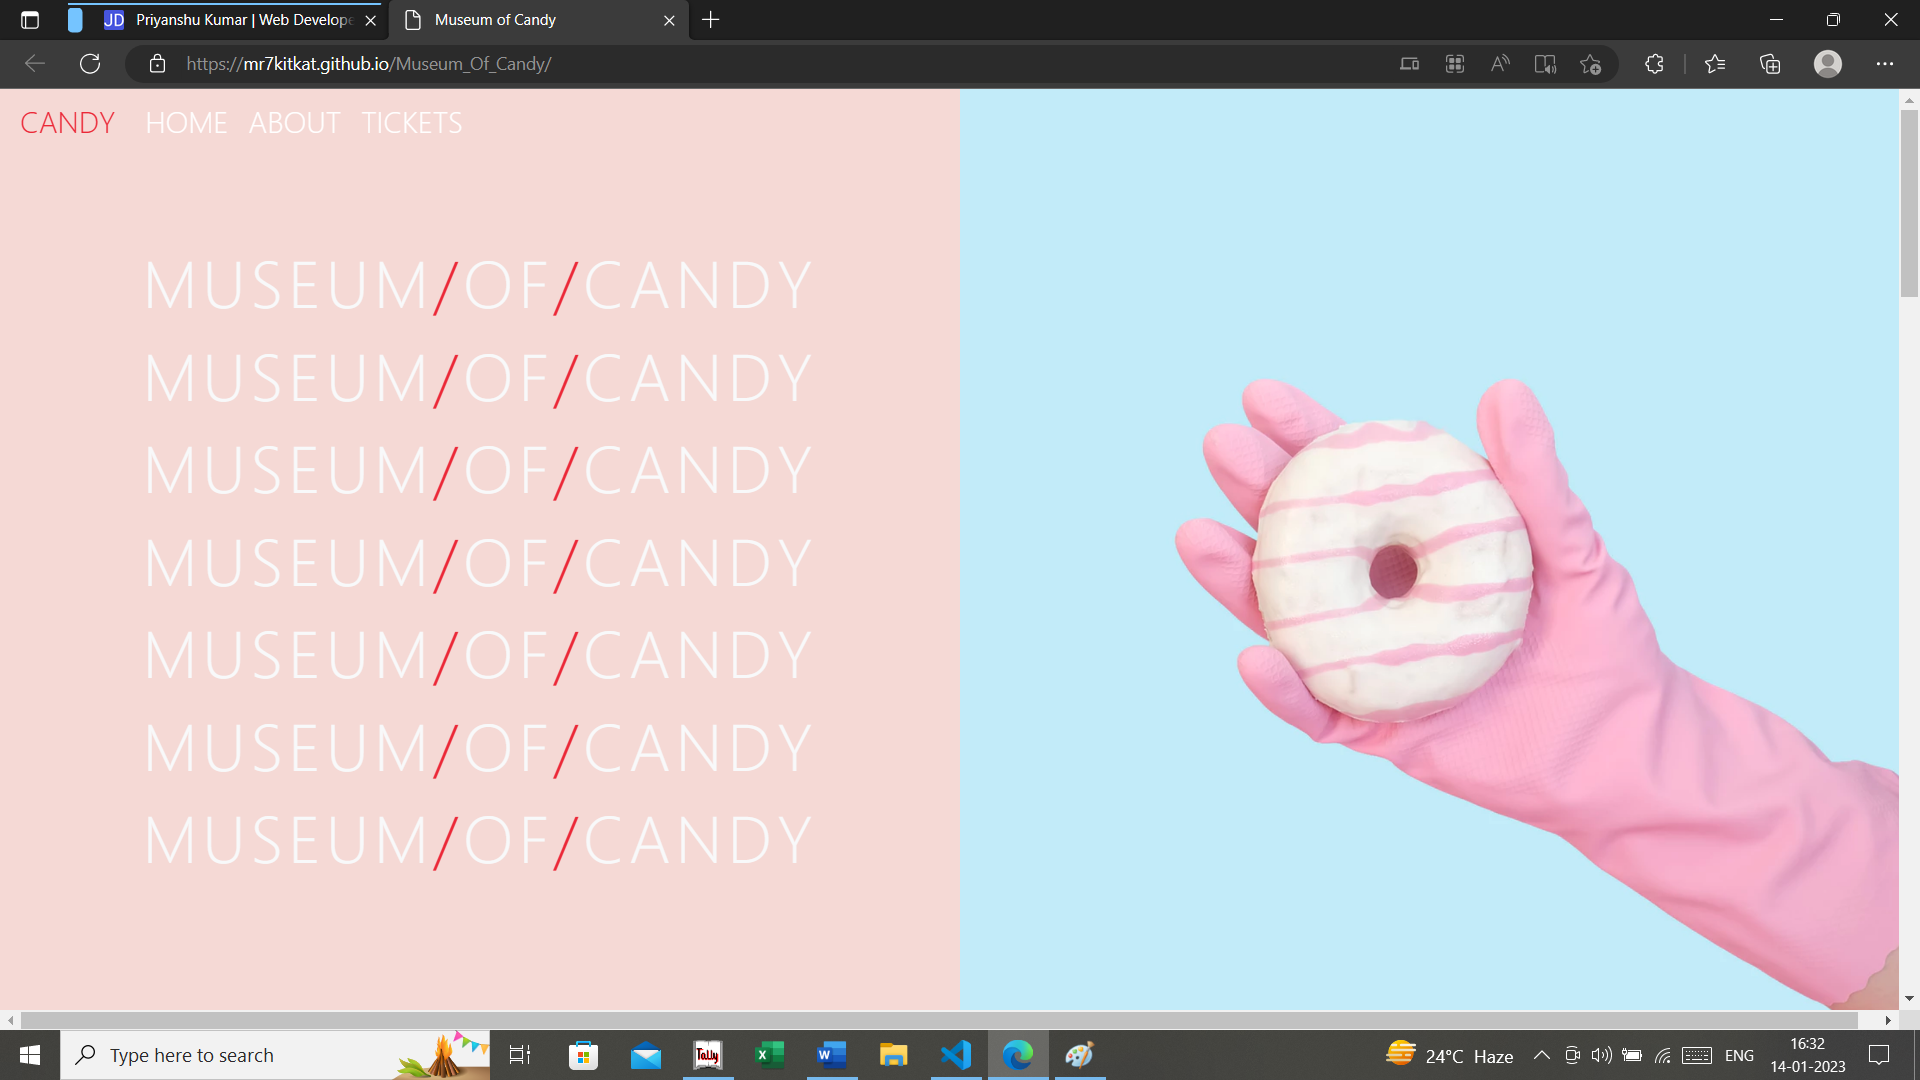 JD Priyanshu Kumar | Web Develope
Museum of Candy
https://mr7kitkat.github.io/Museum_Of_Candy/
CANDY HOME ABOUT TICKETS
MUSEUM/OF/CANDY
MUSEUM/OF/CANDY
MUSEUM/OF/CANDY
MUSEUM/OF/CANDY
MUSEUM/OF/CANDY
MUSEUM/OF/CANDY
MUSEUM/OF/CANDY
Type here to search
Tally
24°C Haze
ENG
16:32
14-01-2023